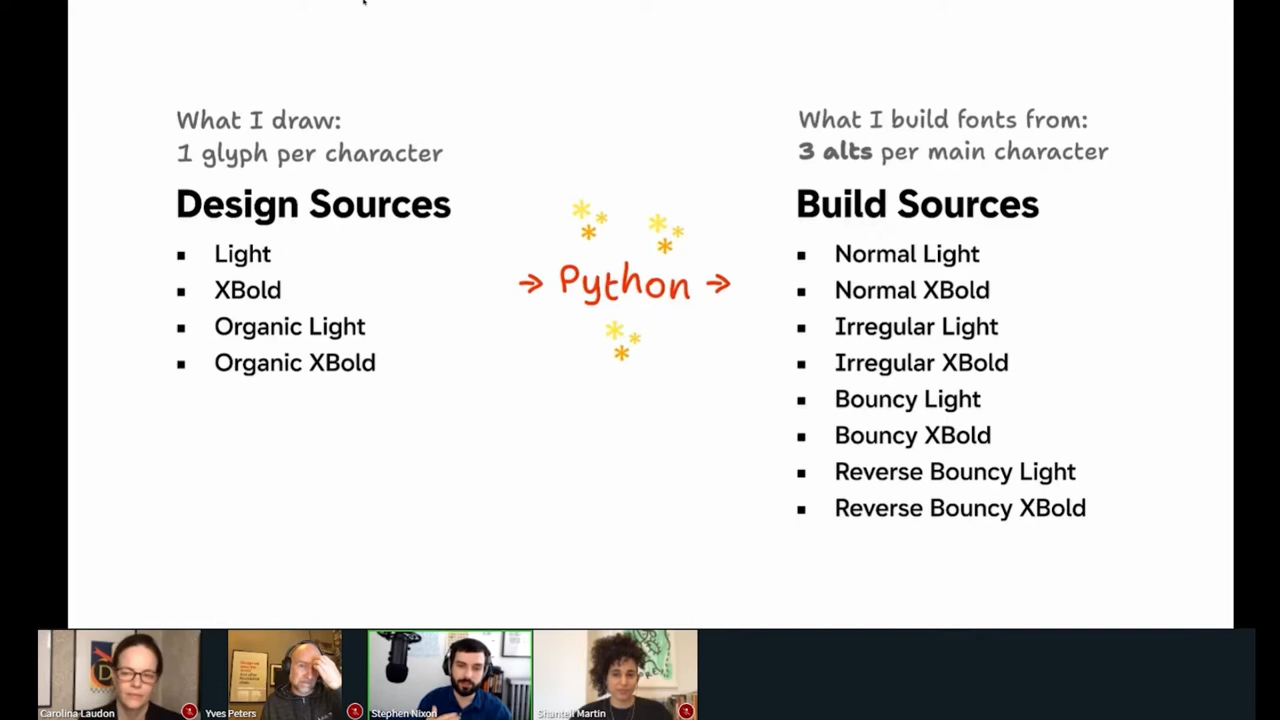 What I draw:
1 glyph per character
Design Sources
Light
XBold
Organic Light
Organic XBold
→ Python →
What I build fonts from:
3 alts per main character
Build Sources
Normal Light
Normal XBold
Irregular Light
Irregular XBold
Bouncy Light
Bouncy XBold
Reverse Bouncy Light
Reverse Bouncy XBold
Carolina Laudon
Yves Peters
Stephen Nixon
Shantell Martin